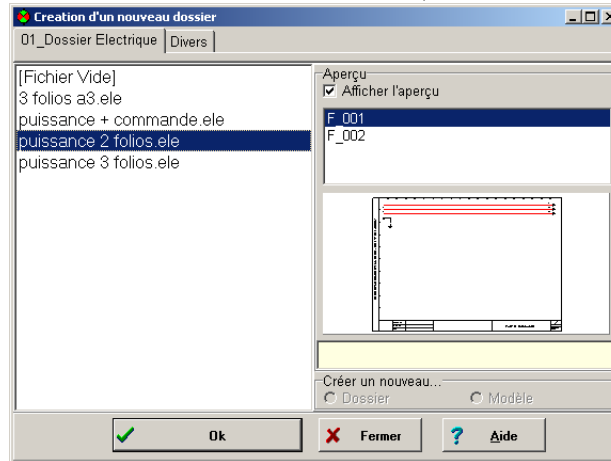 Creation d'un nouveau dossier
01_Dossier Electrique
Divers
[Fichier Vide]
3 folios a3.ele
puissance + commande.ele
puissance 2 folios.ele
puissance 3 folios.ele
Aperçu
Afficher l'aperçu
F_001
F_002
Créer un nouveau...
Dossier
Modèle
Ok
Fermer
Aide